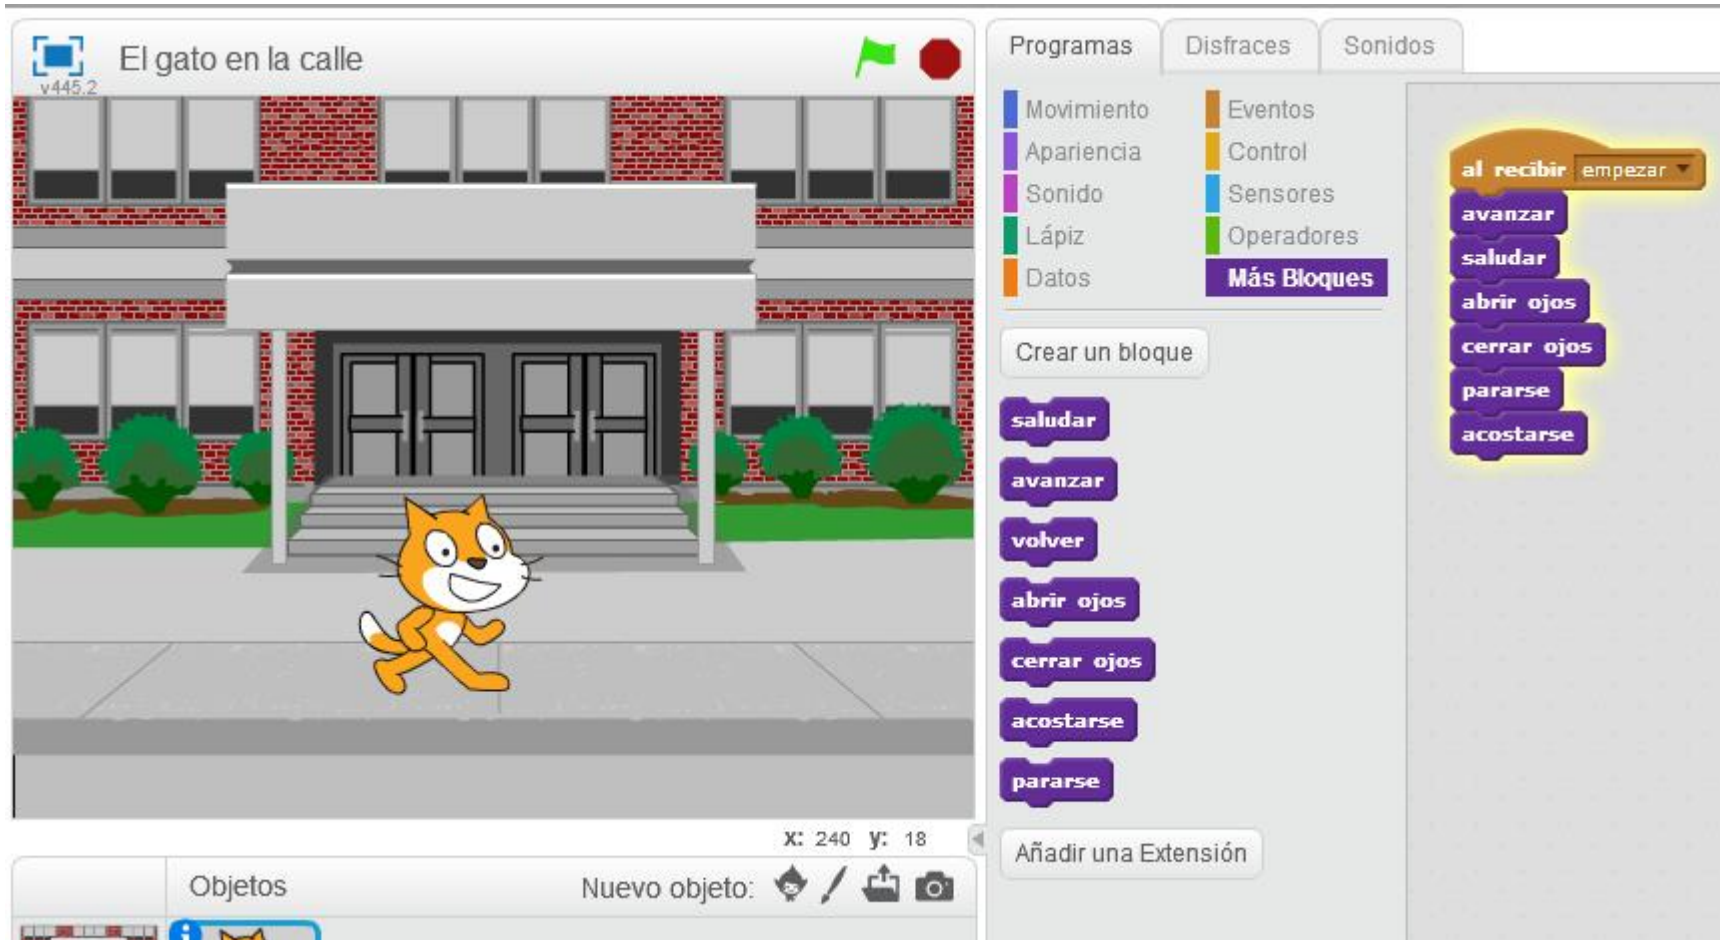 El gato en la calle
v445.2
Programas
Disfraces
Sonidos
Movimiento
Eventos
Apariencia
Control
Sonido
Sensores
Lápiz
Operadores
Datos
Más Bloques
Crear un bloque
saludar
avanzar
volver
abrir ojos
cerrar ojos
acostarse
pararse
Añadir una Extensión
al recibir empezar
avanzar
saludar
abrir ojos
cerrar ojos
pararse
acostarse
x: 240 y: 18
Objetos
Nuevo objeto: